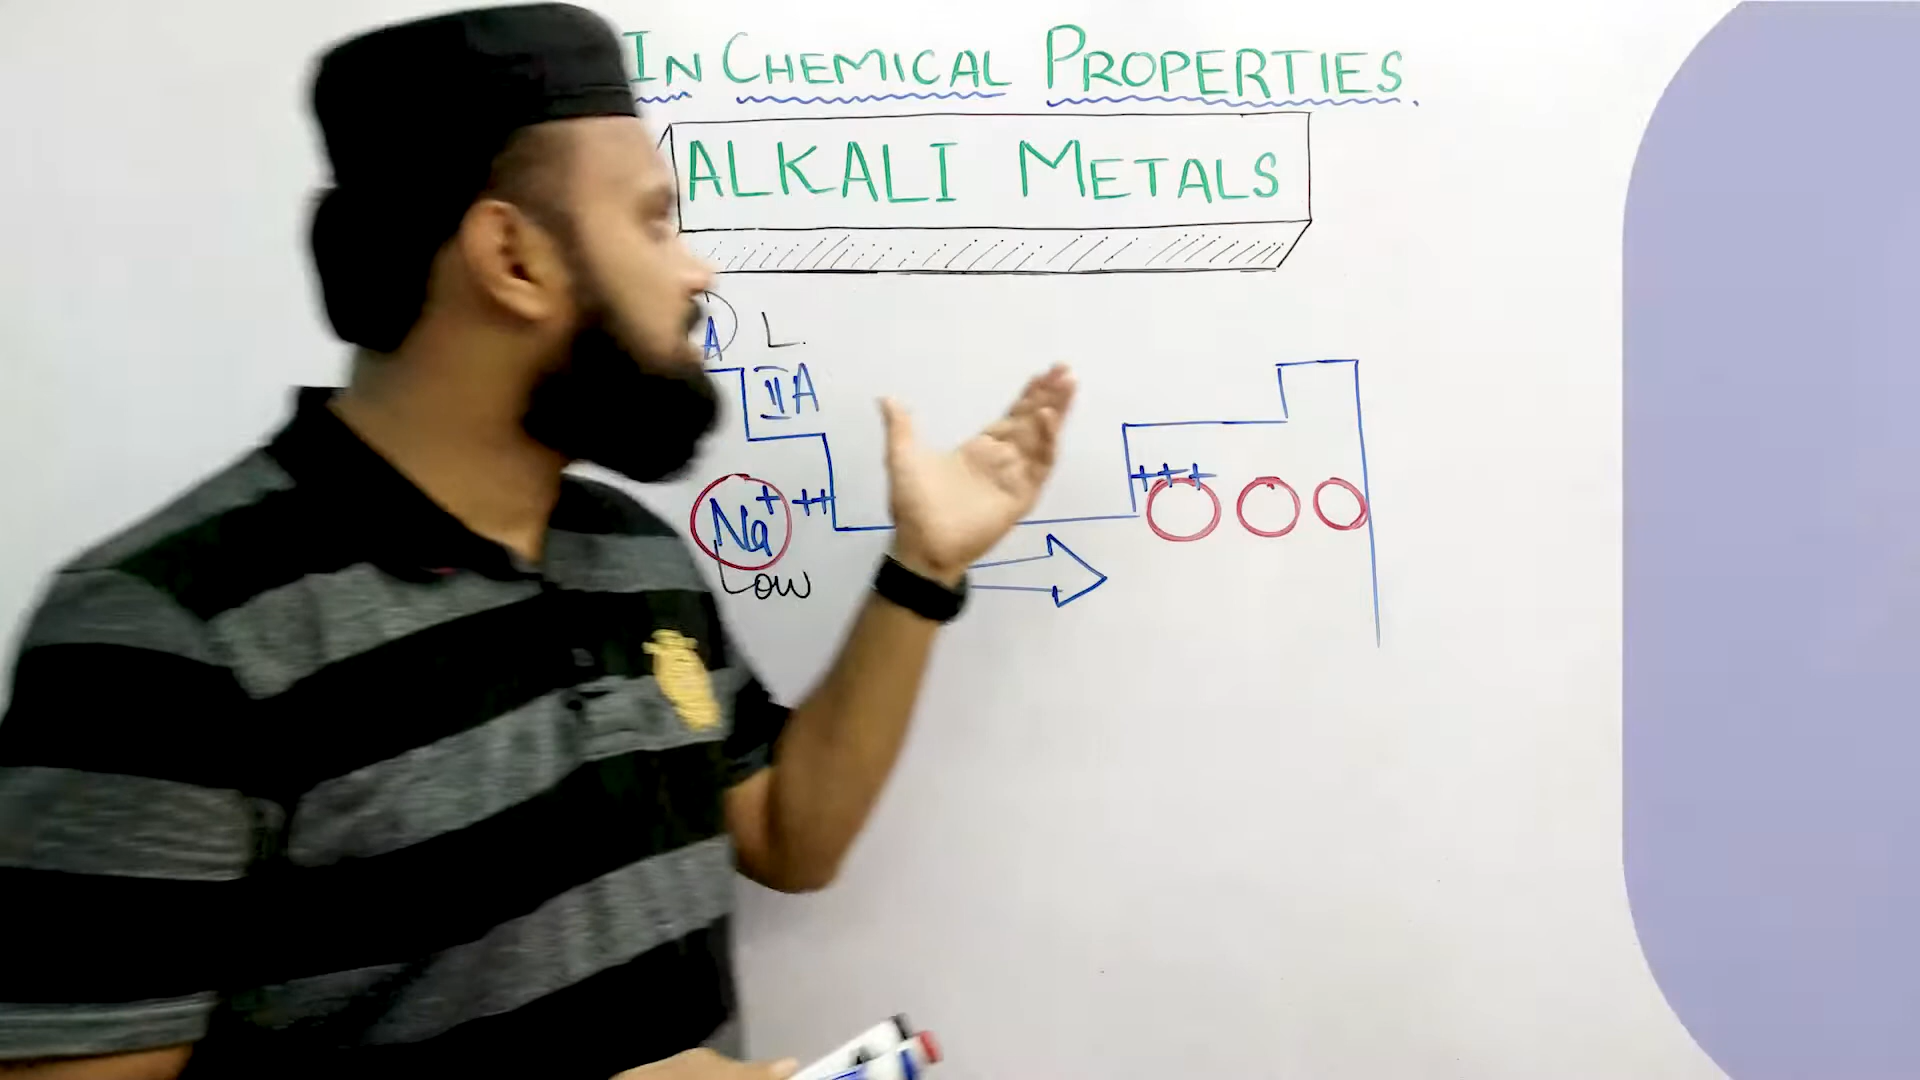 IN CHEMICAL PROPERTIES.
ALKALI METALS
A L.
IIA
+++
Na+ ++
Low